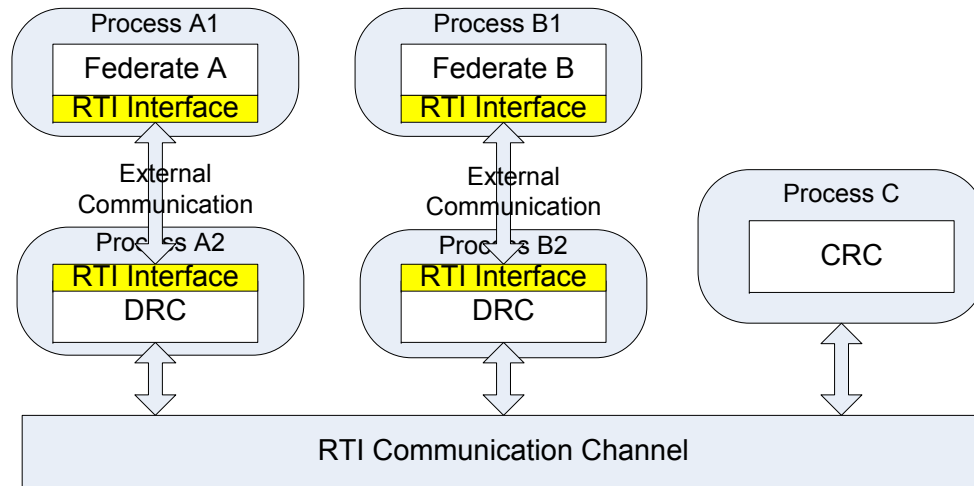 Process A1
Federate A
RTI Interface
Process B1
Federate B
RTI Interface
External
Communication
External
Communication
Process A2
RTI Interface
DRC
Process B2
RTI Interface
DRC
Process C
CRC
RTI Communication Channel